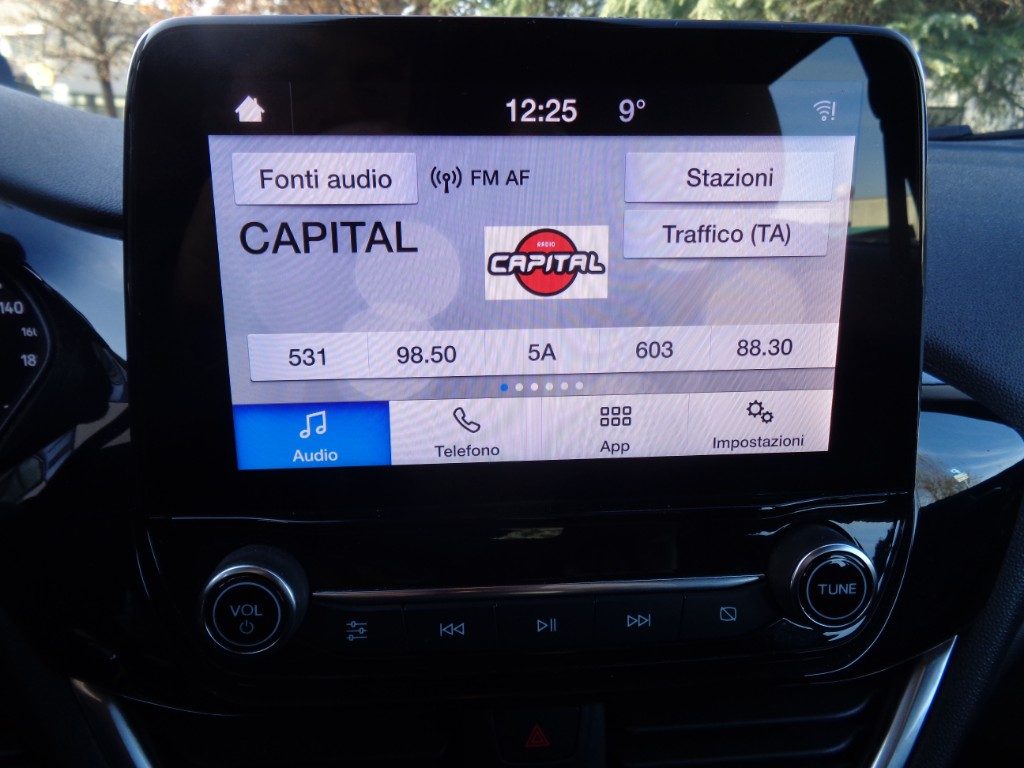 12:25 9°
Fonti audio FM AF Stazioni
CAPITAL
RADIO
CAPITAL
Traffico (TA)
531 98.50 5A 603 88.30
Audio Telefono App Impostazioni
140
160
VOL
TUNE